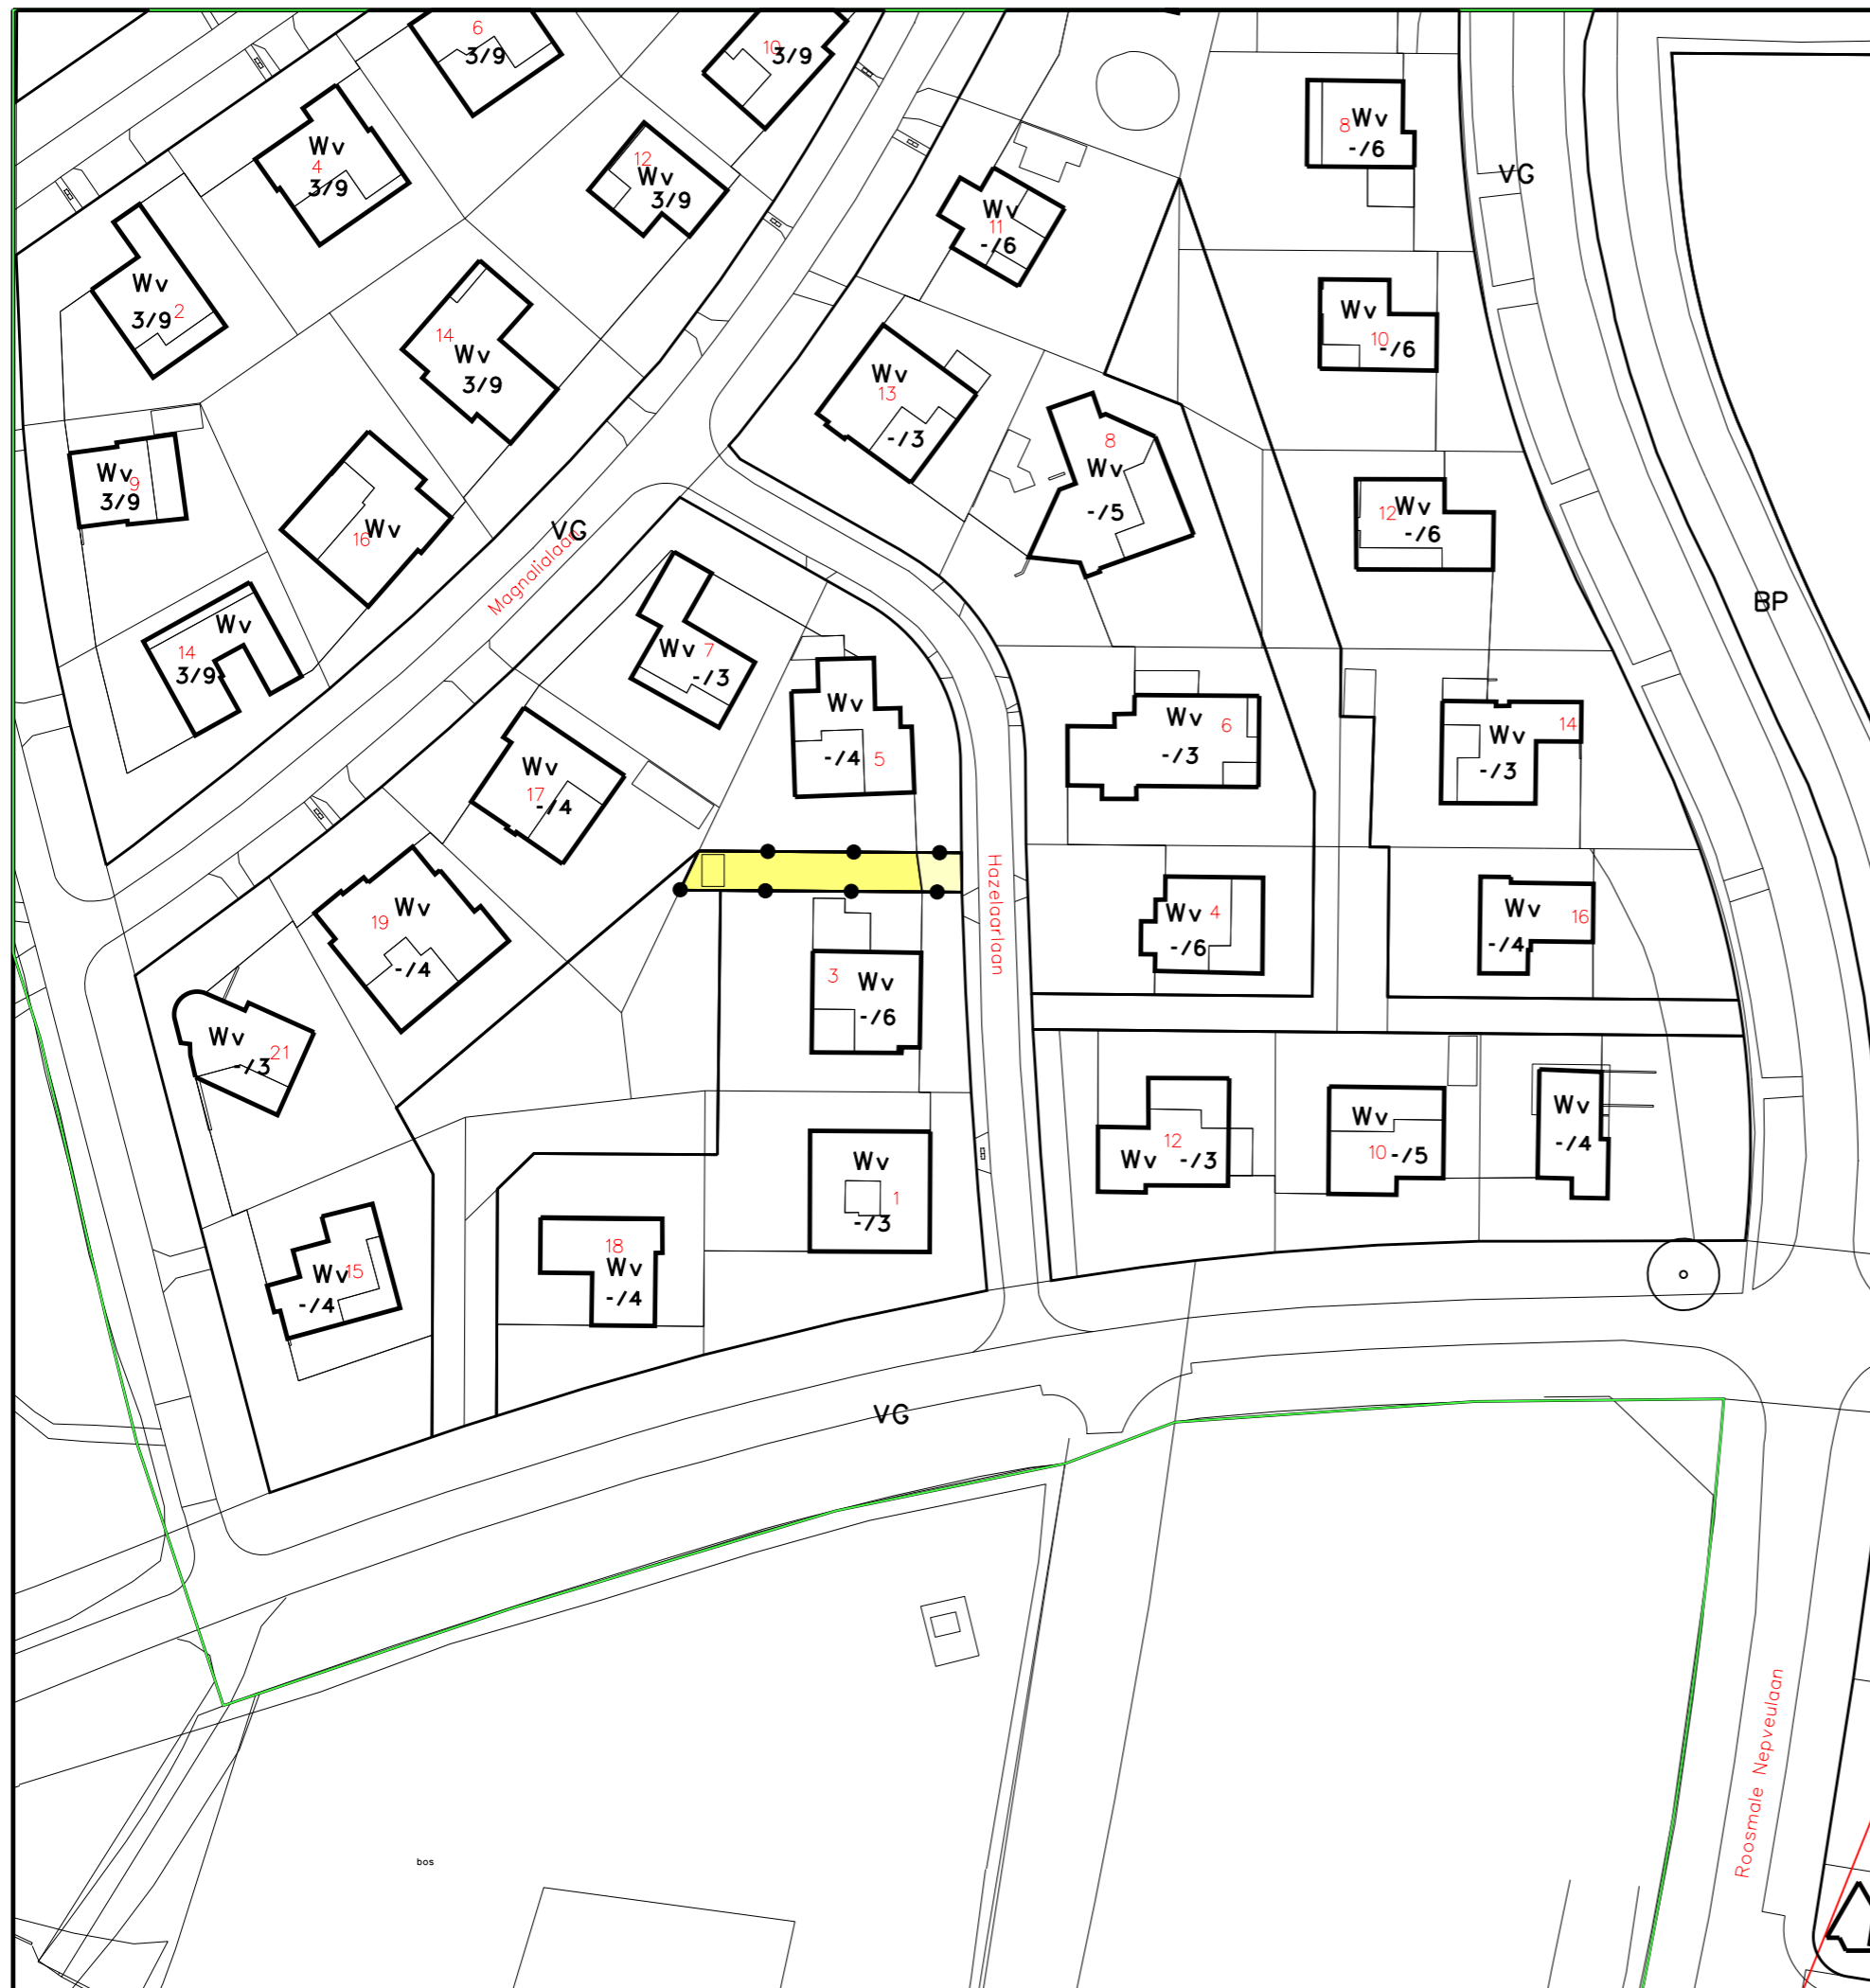 6
3/9
10
3/9
Wv
4
3/9
12
Wv
3/9
8 Wv
-/6
VG
Wv
11
-/6
Wv
3/9 2
14
Wv
3/9
Wv
10 -/6
Wv
13
-/3
8
Wv
-/5
Wv 9
3/9
16 Wv
VG
Magnalialaan
12 Wv
-/6
BP
Wv
14
3/9
Wv 7
-/3
Wv
-/4 5
Wv 6
-/3
14
Wv
-/3
Wv
17 -/4
Hazelaarlaan
Wv
19
-/4
Wv 4
-/6
Wv 16
-/4
3 Wv
-/6
Wv
21
-/3
12
Wv -/3
Wv
10 -/5
Wv
-/4
Wv
1
-/3
Wv 15
-/4
18
Wv
-/4
VG
Roosmale Nepveulaan
bos